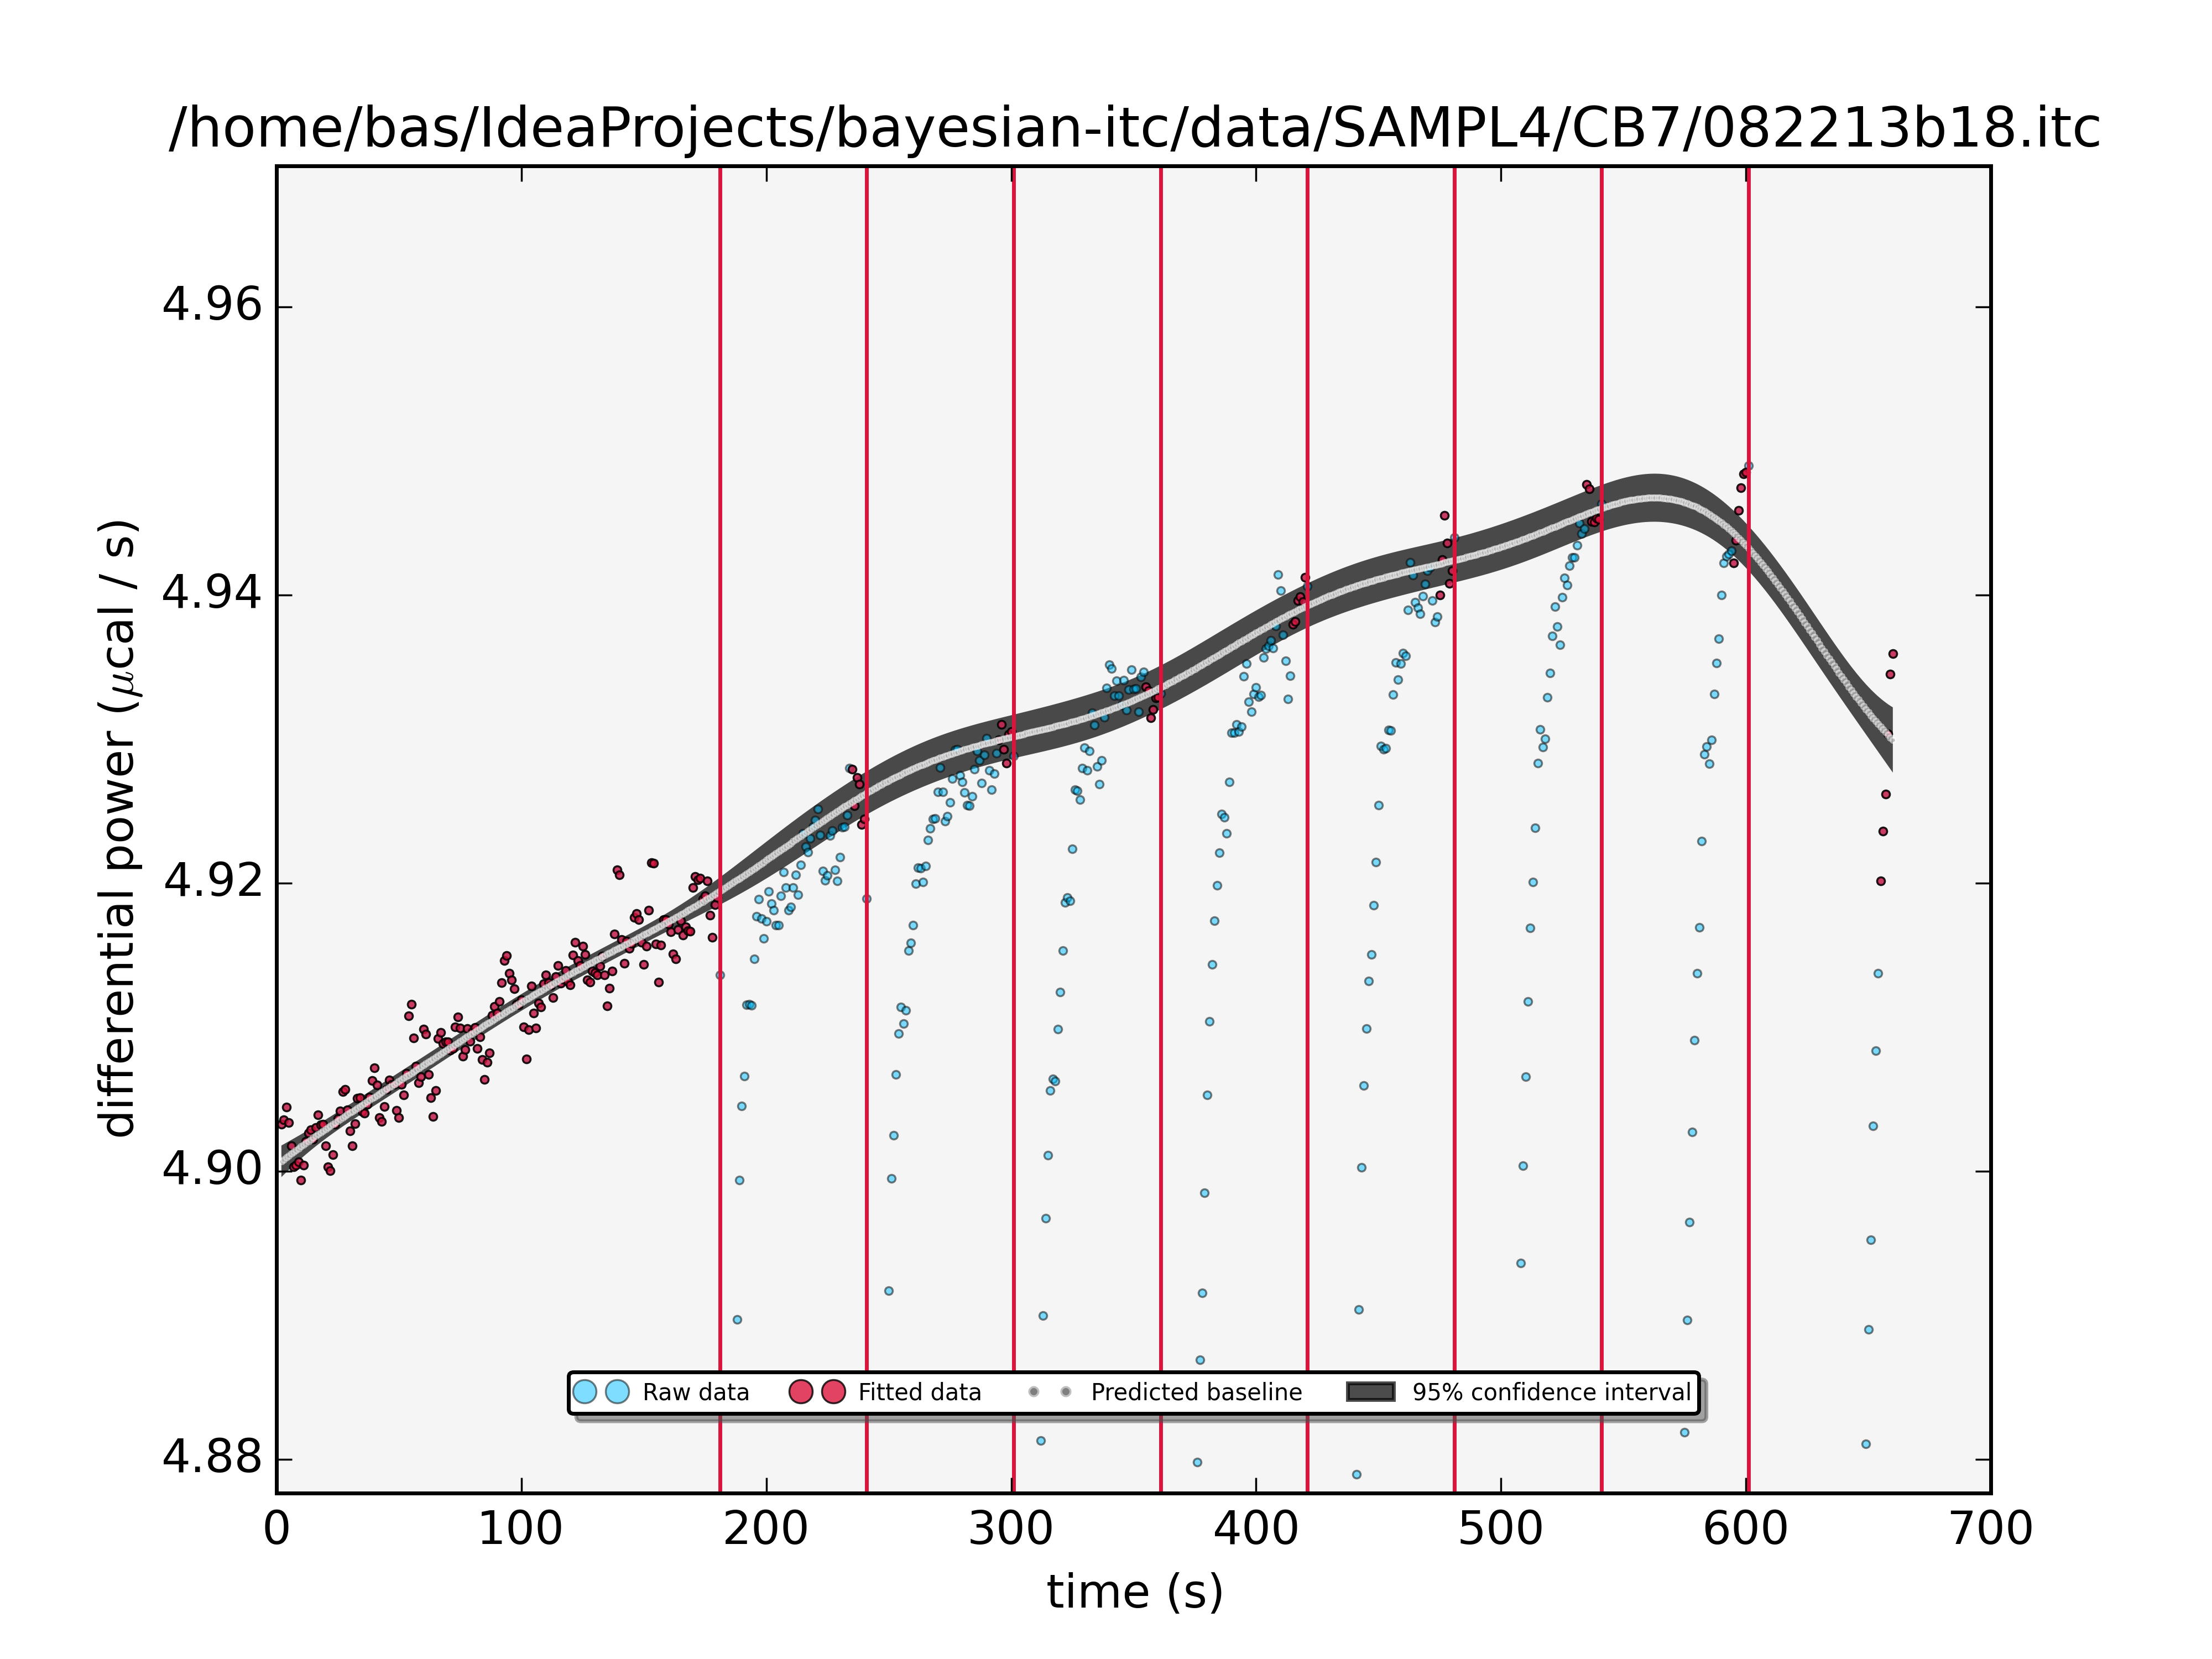 /home/bas/IdeaProjects/bayesian-itc/data/SAMPL4/CB7/082213b18.itc
differential power (μcal / s)
4.96
4.94
4.92
4.90
4.88
Raw data Fitted data Predicted baseline 95% confidence interval
0 100 200 300 400 500 600 700
time (s)